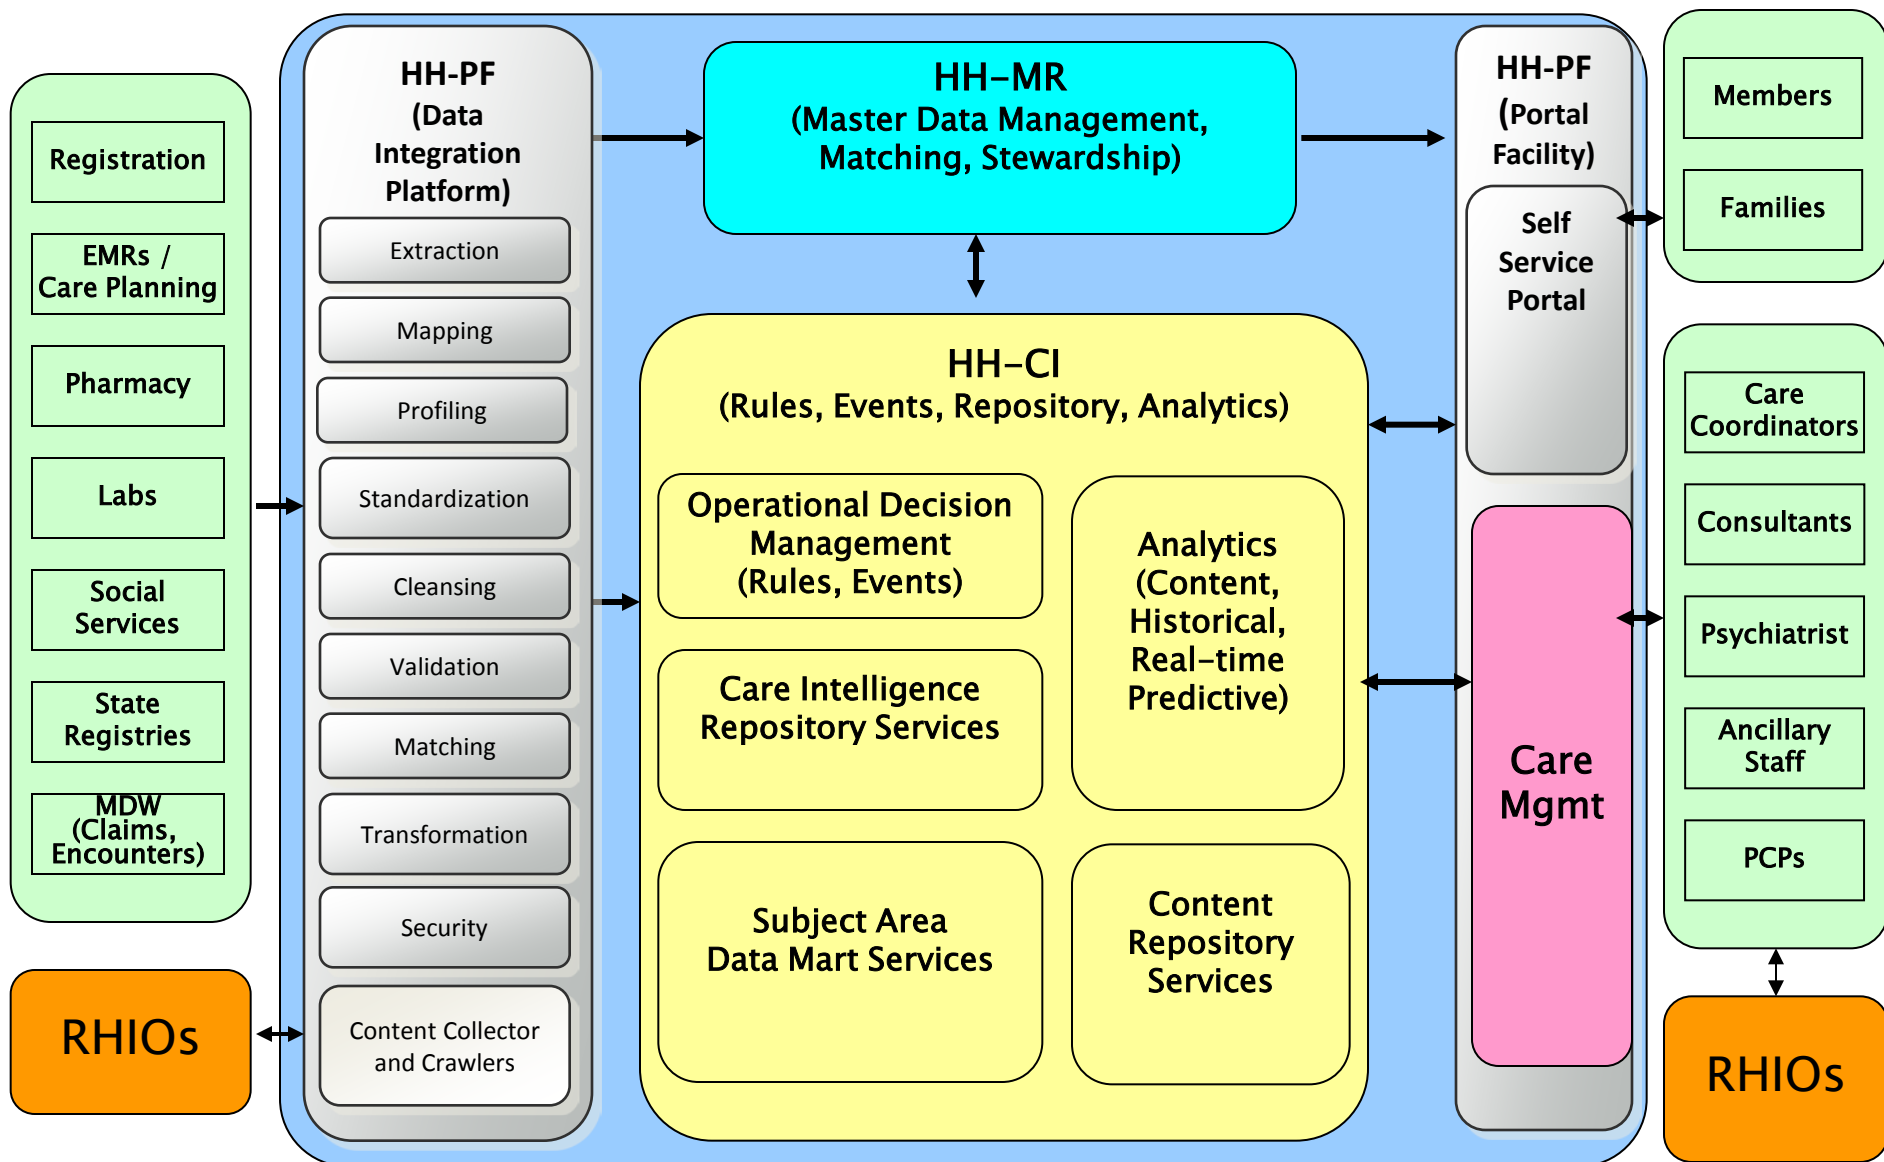 Registration
EMRs /
Care Planning
Pharmacy
Labs
Social
Services
State
Registries
MDW
(Claims,
Encounters)
RHIOs
HH-PF
(Data
Integration
Platform)
Extraction
Mapping
Profiling
Standardization
Cleansing
Validation
Matching
Transformation
Security
Content Collector
and Crawlers
HH-MR
(Master Data Management,
Matching, Stewardship)
HH-CI
(Rules, Events, Repository, Analytics)
Operational Decision
Management
(Rules, Events)
Care Intelligence
Repository Services
Subject Area
Data Mart Services
Analytics
(Content,
Historical,
Real-time
Predictive)
Content
Repository
Services
HH-PF
(Portal
Facility)
Self
Service
Portal
Care
Mgmt
Members
Families
Care
Coordinators
Consultants
Psychiatrist
Ancillary
Staff
PCPs
RHIOs